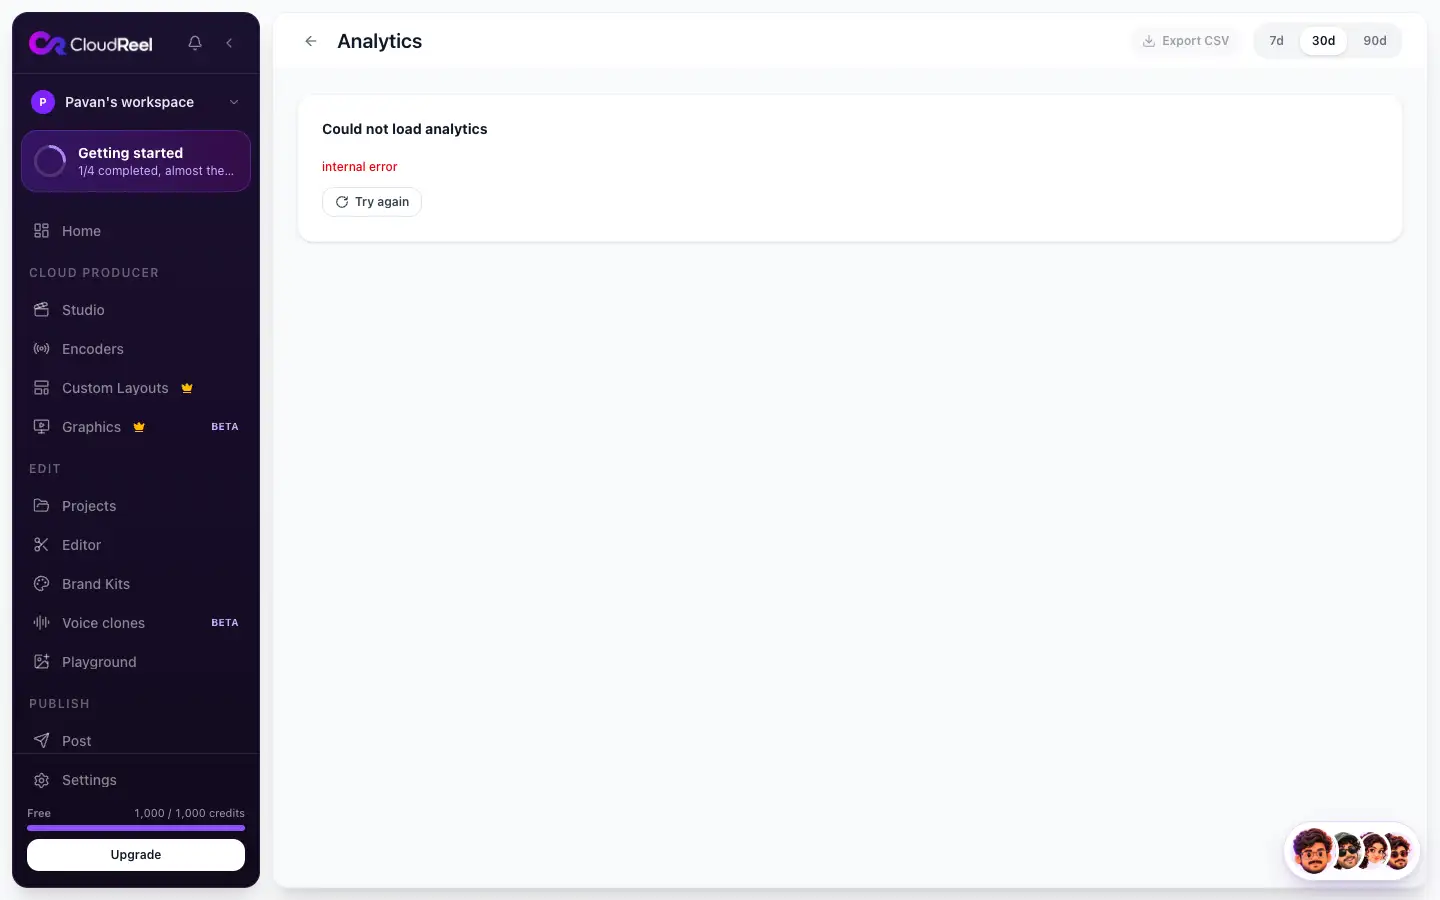 CloudReel
P
Pavan's workspace
Getting started
1/4 completed, almost the...
Home
CLOUD PRODUCER
Studio
Encoders
Custom Layouts
Graphics
BETA
EDIT
Projects
Editor
Brand Kits
Voice clones
BETA
Playground
PUBLISH
Post
Settings
Free
1,000 / 1,000 credits
Upgrade
Analytics
Export CSV
7d
30d
90d
Could not load analytics
internal error
Try again